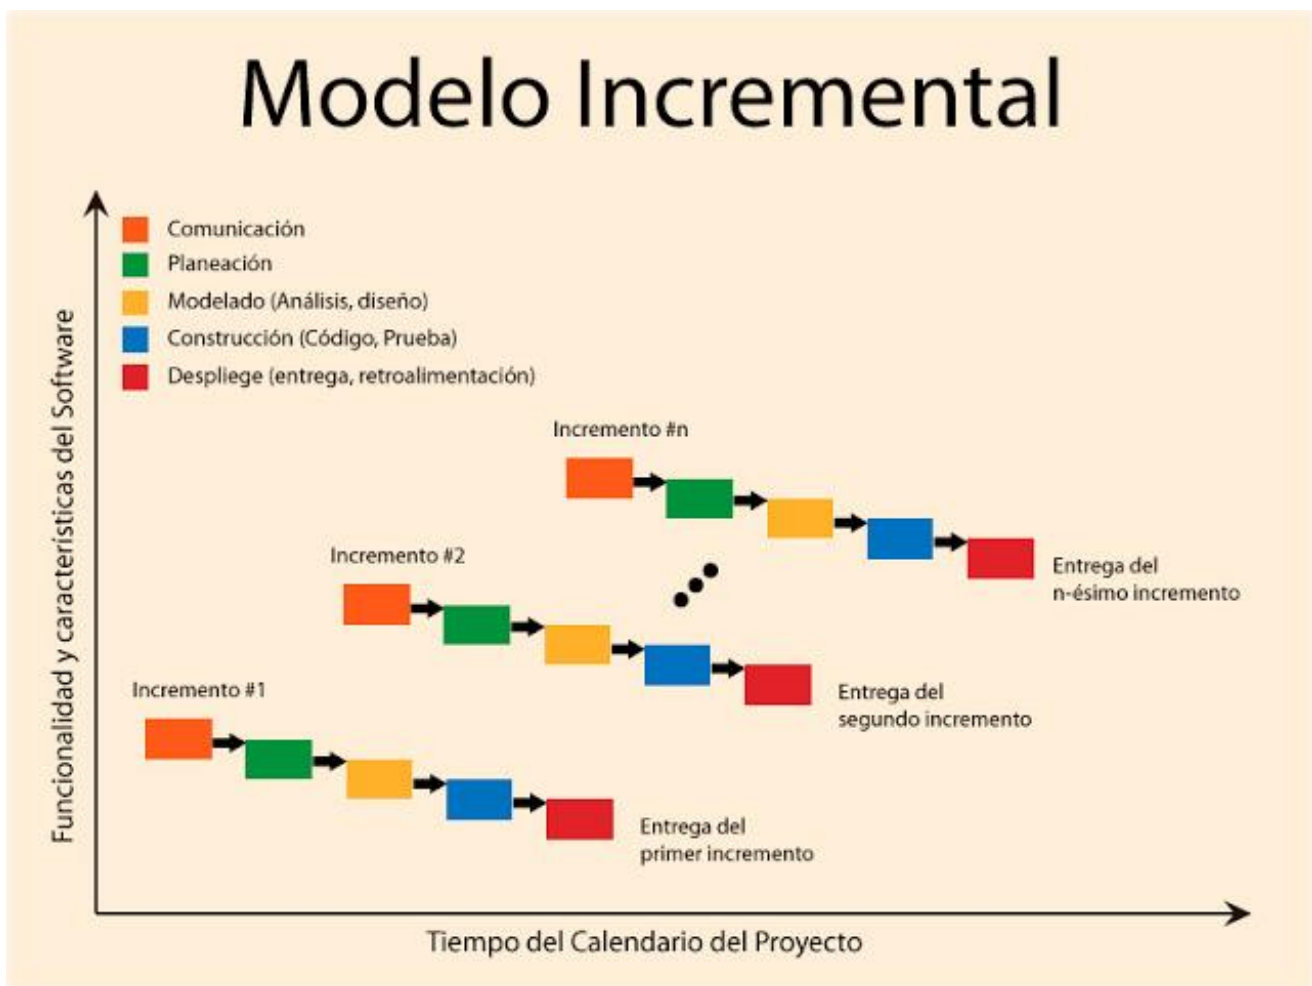 Modelo Incremental
Comunicación
Planeación
Modelado (Análisis, diseño)
Construcción (Código, Prueba)
Despliege (entrega, retroalimentación)
Funcionalidad y características del Software
Incremento #n
Entrega del
n-ésimo incremento
Incremento #2
Entrega del
segundo incremento
Incremento #1
Entrega del
primer incremento
Tiempo del Calendario del Proyecto